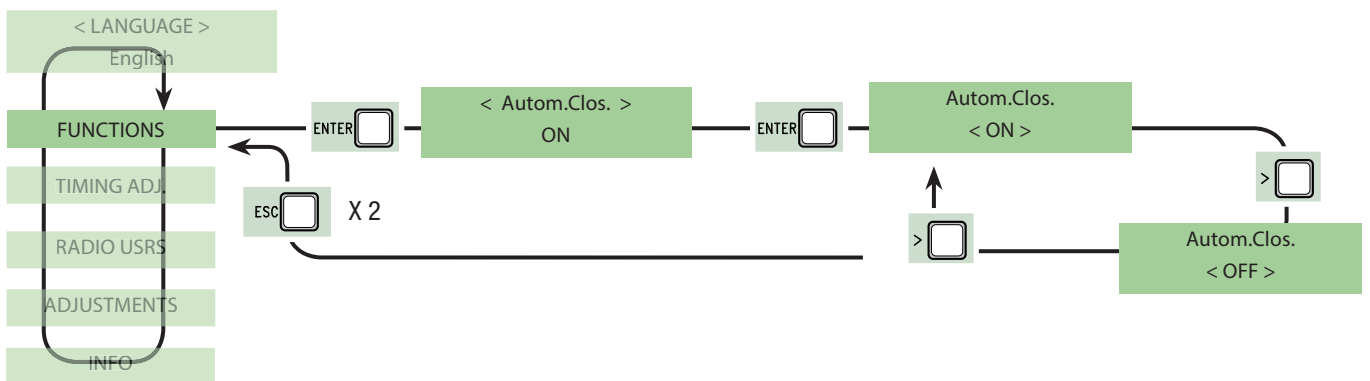 < LANGUAGE >
English
FUNCTIONS
TIMING ADJ.
RADIO USRS
ADJUSTMENTS
INFO
ENTER
< Autom.Clos. >
ON
ENTER
Autom.Clos.
< ON >
>
Autom.Clos.
< OFF >
>
ESC
X 2